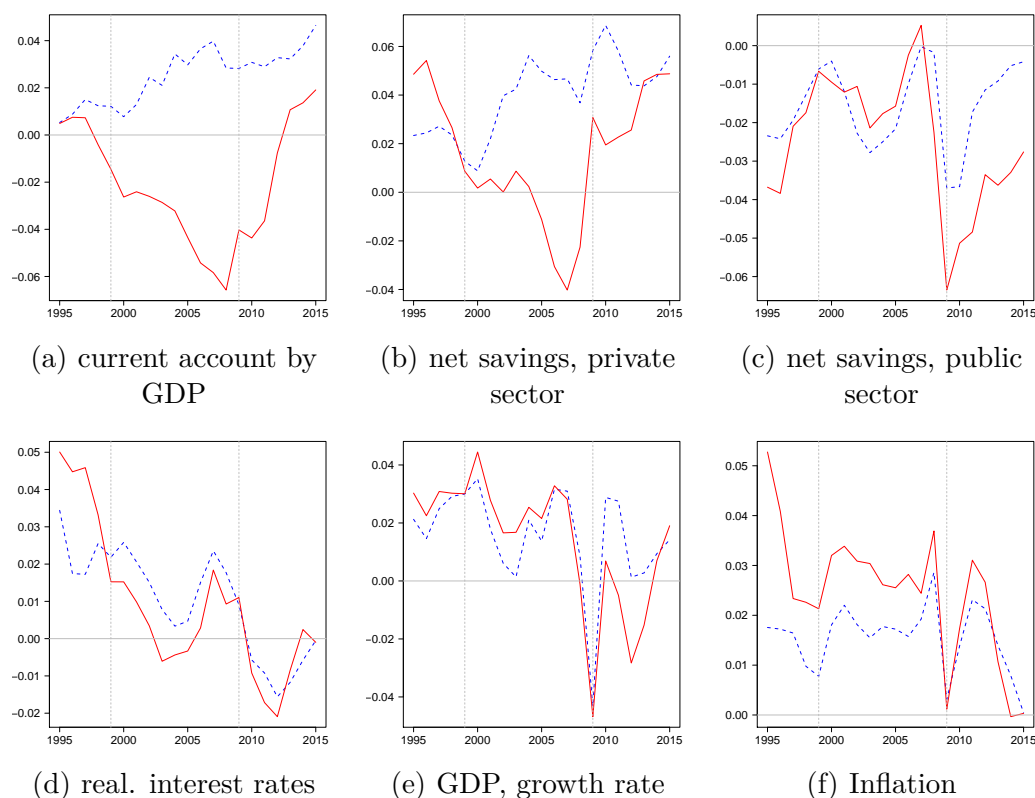 0.04
0.02
0.00
−0.02
−0.04
−0.06
1995 2000 2005 2010 2015
(a) current account by
GDP
0.06
0.04
0.02
0.00
−0.02
−0.04
1995 2000 2005 2010 2015
(b) net savings, private
sector
0.00
−0.01
−0.02
−0.03
−0.04
−0.05
−0.06
1995 2000 2005 2010 2015
(c) net savings, public
sector
0.05
0.04
0.03
0.02
0.01
0.00
−0.01
−0.02
1995 2000 2005 2010 2015
(d) real. interest rates
0.04
0.02
0.00
−0.02
−0.04
1995 2000 2005 2010 2015
(e) GDP, growth rate
0.05
0.04
0.03
0.02
0.01
0.00
1995 2000 2005 2010 2015
(f) Inflation